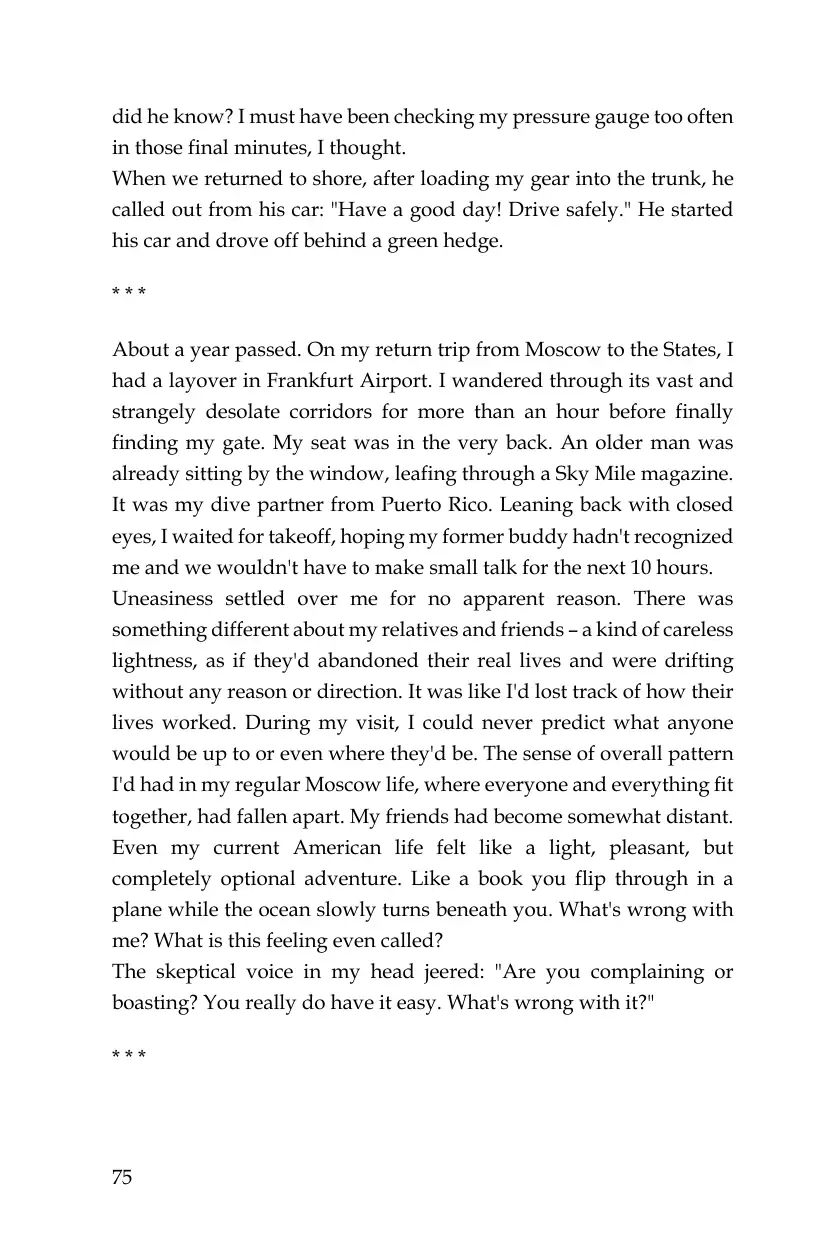 did he know? I must have been checking my pressure gauge too often
in those final minutes, I thought.
When we returned to shore, after loading my gear into the trunk, he
called out from his car: "Have a good day! Drive safely." He started
his car and drove off behind a green hedge.
* * *
About a year passed. On my return trip from Moscow to the States, I
had a layover in Frankfurt Airport. I wandered through its vast and
strangely desolate corridors for more than an hour before finally
finding my gate. My seat was in the very back. An older man was
already sitting by the window, leafing through a Sky Mile magazine.
It was my dive partner from Puerto Rico. Leaning back with closed
eyes, I waited for takeoff, hoping my former buddy hadn't recognized
me and we wouldn't have to make small talk for the next 10 hours.
Uneasiness settled over me for no apparent reason. There was
something different about my relatives and friends – a kind of careless
lightness, as if they'd abandoned their real lives and were drifting
without any reason or direction. It was like I'd lost track of how their
lives worked. During my visit, I could never predict what anyone
would be up to or even where they'd be. The sense of overall pattern
I'd had in my regular Moscow life, where everyone and everything fit
together, had fallen apart. My friends had become somewhat distant.
Even my current American life felt like a light, pleasant, but
completely optional adventure. Like a book you flip through in a
plane while the ocean slowly turns beneath you. What's wrong with
me? What is this feeling even called?
The skeptical voice in my head jeered: "Are you complaining or
boasting? You really do have it easy. What's wrong with it?"
* * *
75